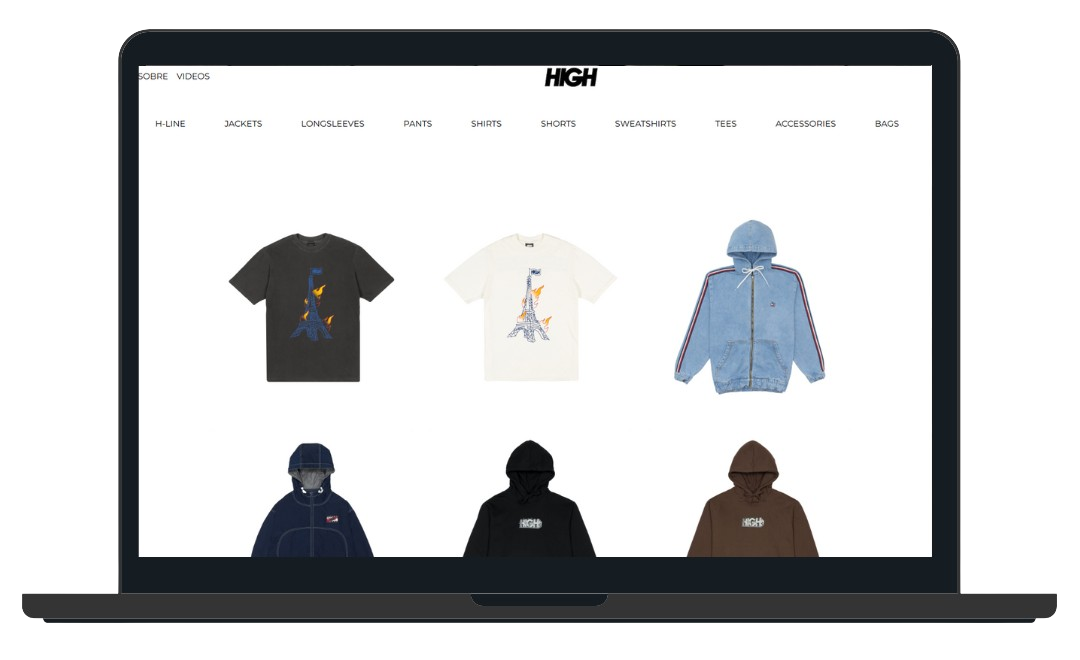 SOBRE VIDEOS
HIGH
H-LINE JACKETS LONGSLEEVES PANTS SHIRTS SHORTS SWEATSHIRTS TEES ACCESSORIES BAGS
HIGH
HIGH